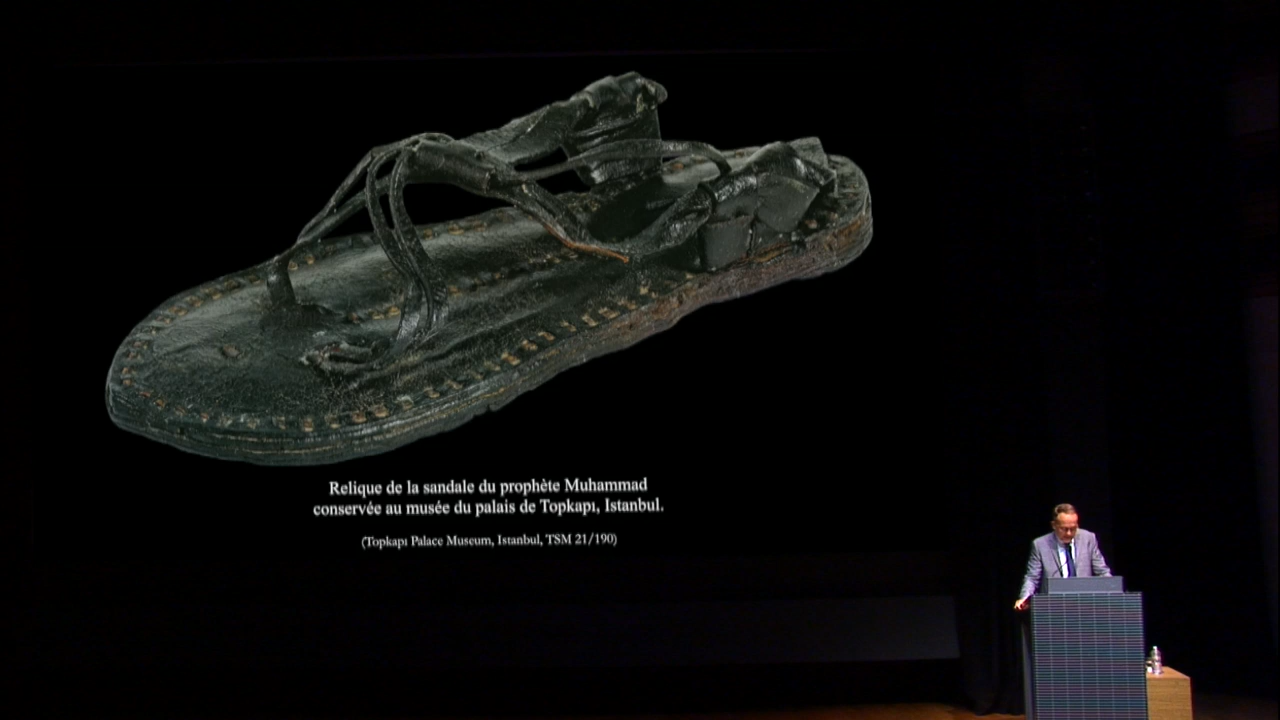 Relique de la sandale du prophète Muhammad
conservée au musée du palais de Topkapı, Istanbul.
(Topkapı Palace Museum, Istanbul, TSM 21/190)